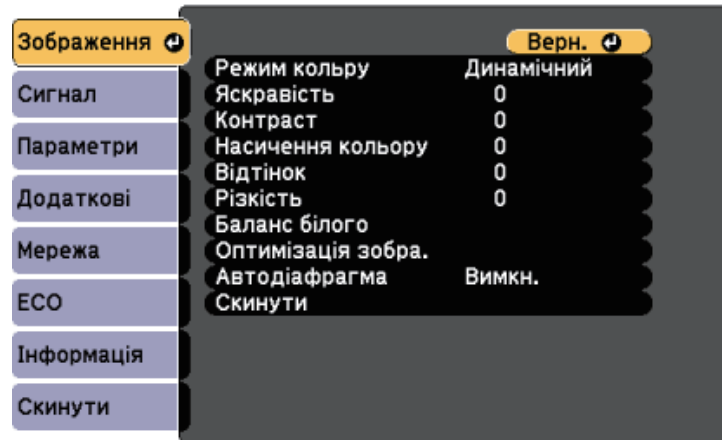 Зображення
Сигнал
Параметри
Додаткові
Мережа
ECO
Інформація
Скинути
Верн.
Режим кольру Динамічний
Яскравість 0
Контраст 0
Насичення кольору 0
Відтінок 0
Різкість 0
Баланс білого
Оптимізація зобра.
Автодіафрагма Вимкн.
Скинути